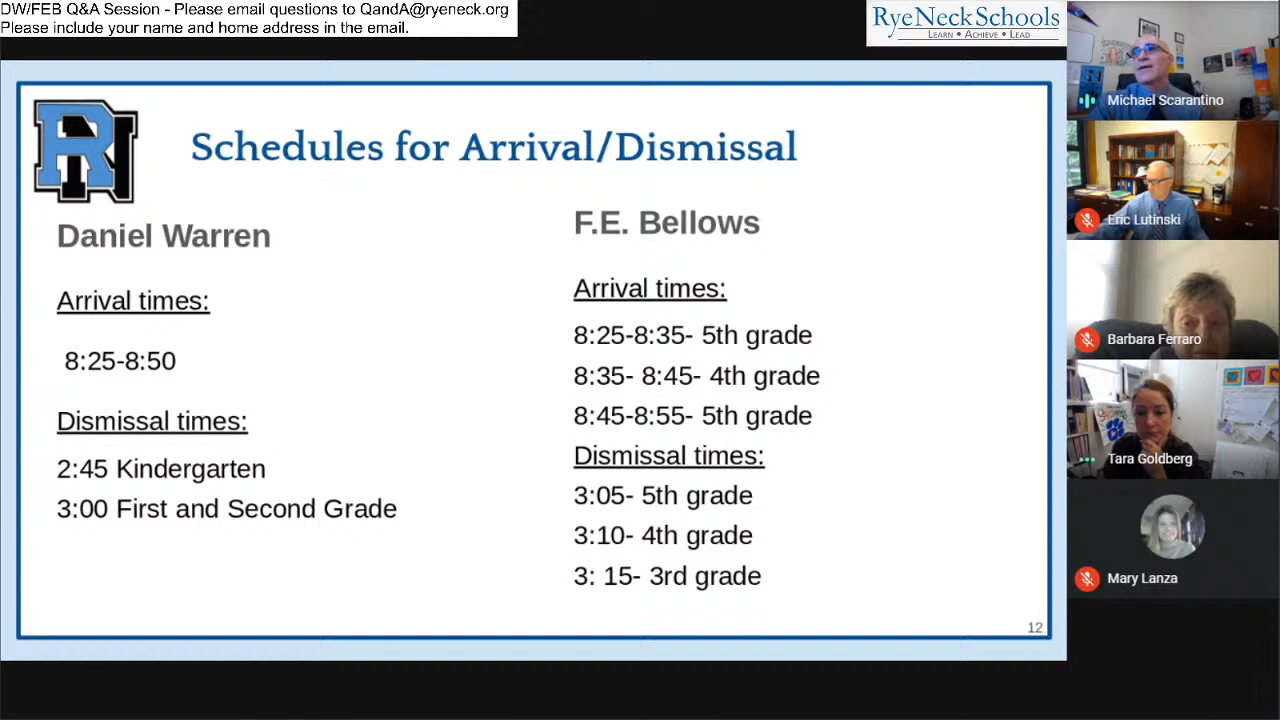 DW/FEB Q&A Session - Please email questions to QandA@ryeneck.org
Please include your name and home address in the email.
Rye Neck Schools
LEARN • ACHIEVE • LEAD
RN
Schedules for Arrival/Dismissal
Daniel Warren
Arrival times:
8:25-8:50
Dismissal times:
2:45 Kindergarten
3:00 First and Second Grade
F.E. Bellows
Arrival times:
8:25-8:35- 5th grade
8:35- 8:45- 4th grade
8:45-8:55- 5th grade
Dismissal times:
3:05- 5th grade
3:10- 4th grade
3: 15- 3rd grade
12
Michael Scarantino
Eric Lutinski
Barbara Ferraro
Tara Goldberg
Mary Lanza